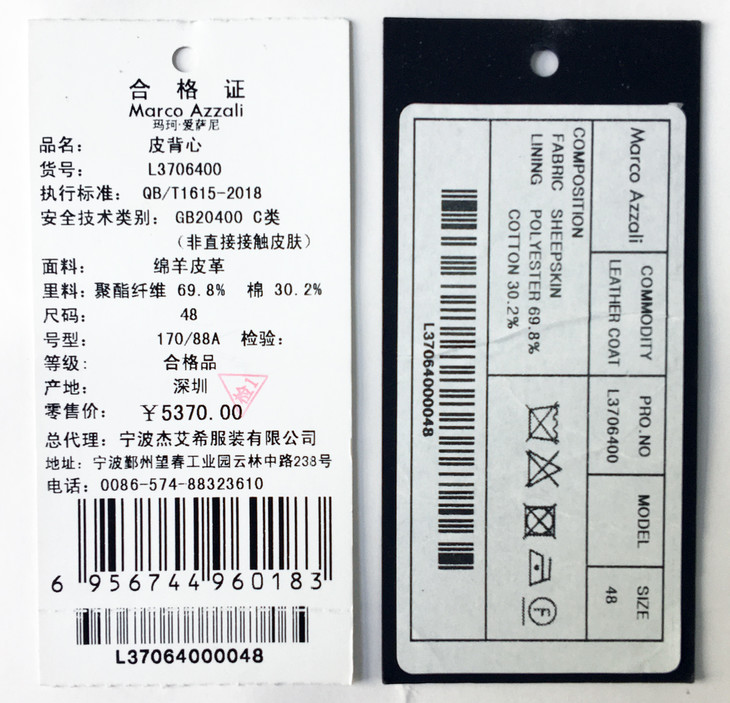 合格证
Marco Azzali
玛珂·爱萨尼
品名： 皮背心
货号： L3706400
执行标准： QB/T1615-2018
安全技术类别： GB20400 C类
（非直接接触皮肤）
面料： 绵羊皮革
里料：聚酯纤维 69.8% 棉 30.2%
尺码： 48
号型： 170/88A 检验：
等级： 合格品
产地： 深圳
检1
零售价： ￥5370.00
总代理：宁波杰艾希服装有限公司
地址：宁波鄞州望春工业园云林中路238号
电话：0086-574-88323610
6 956744 960183
L37064000048
Marco Azzali
COMMODITY
LEATHER COAT
PRO.NO
L3706400
MODEL
SIZE
48
COMPOSITION
FABRIC SHEEPSKIN
LINING POLYESTER 69.8%
COTTON 30.2%
F
L37064000048